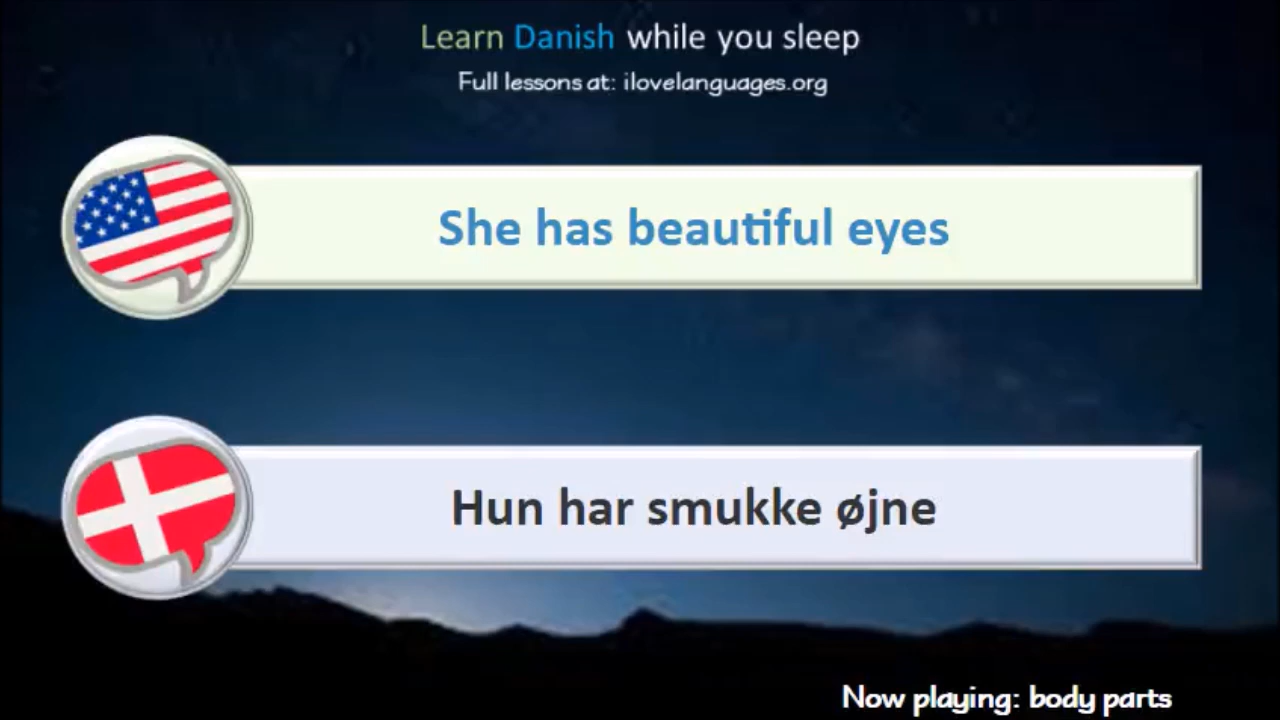 Learn Danish while you sleep
Full lessons at: ilovelanguages.org
She has beautiful eyes
Hun har smukke øjne
Now playing: body parts